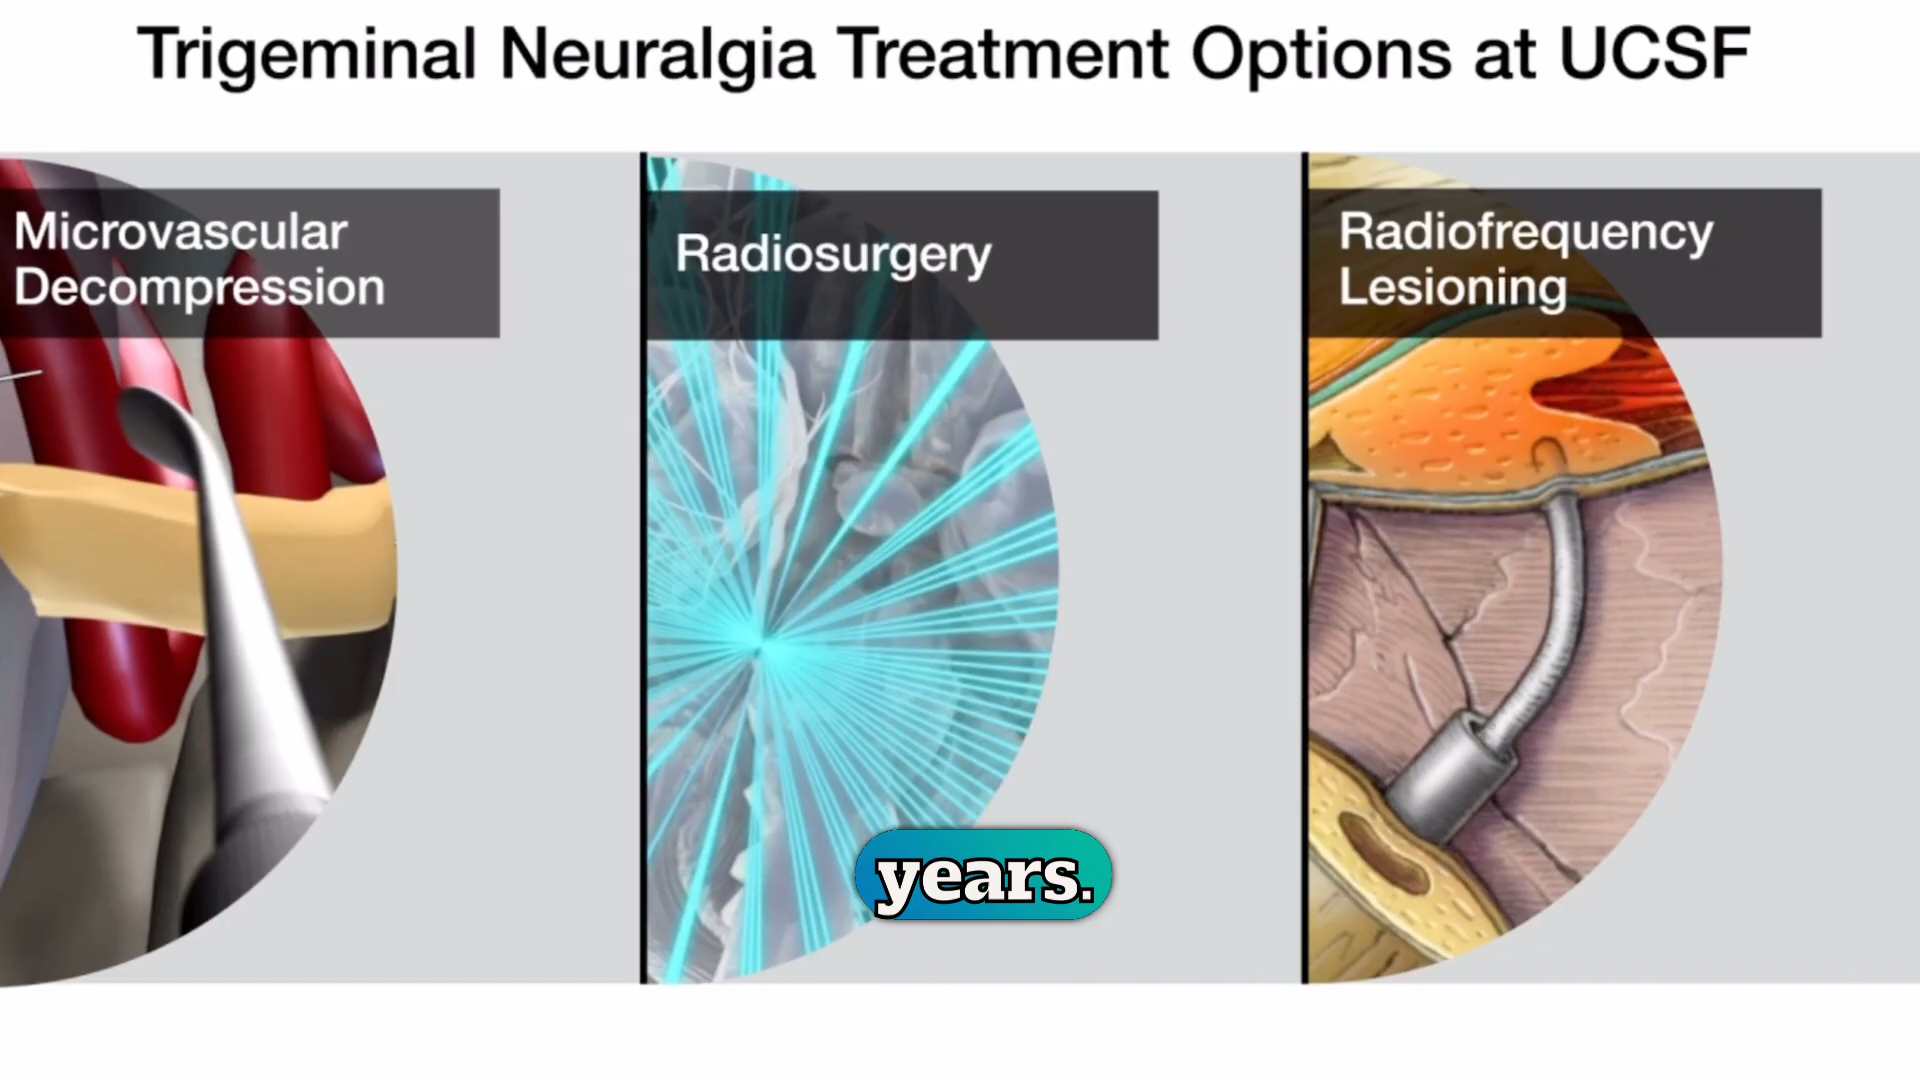 Trigeminal Neuralgia Treatment Options at UCSF
Microvascular
Decompression
Radiosurgery
Radiofrequency
Lesioning
years.